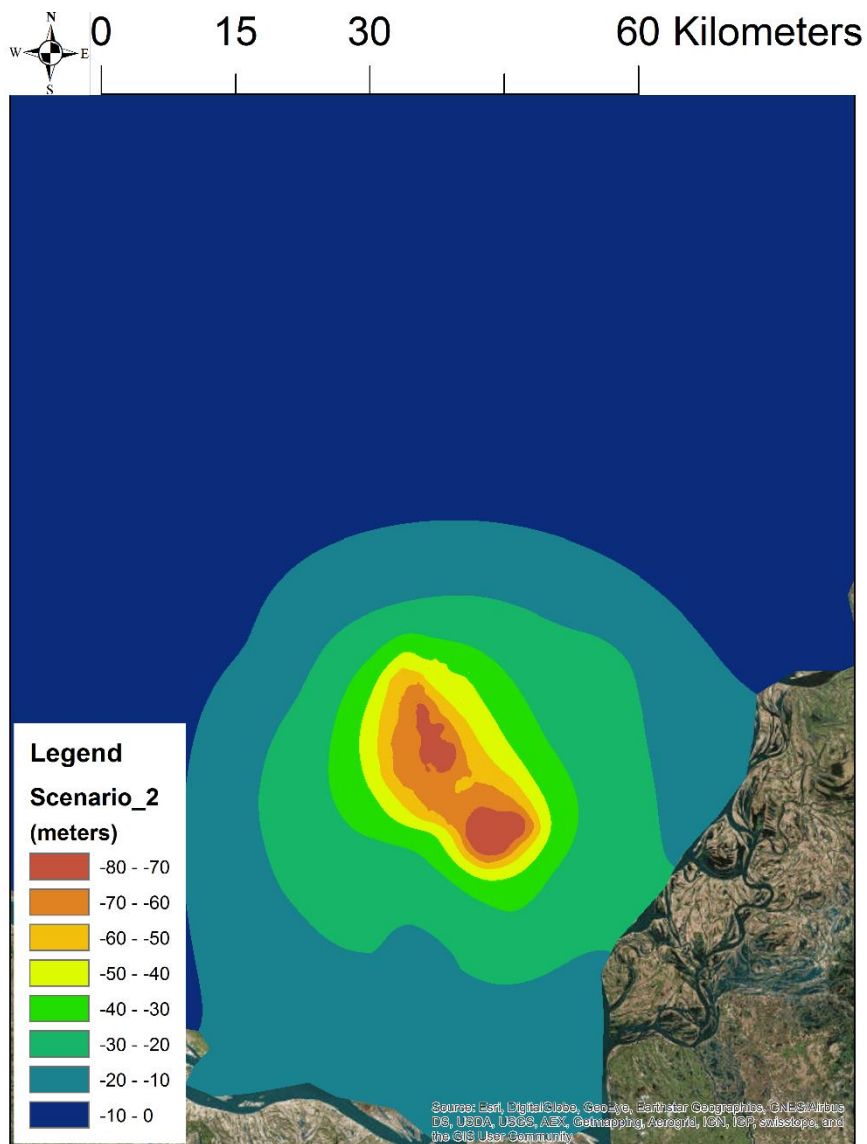 N
W E
S
0 15 30 60 Kilometers
Legend
Scenario_2
(meters)
-80 - -70
-70 - -60
-60 - -50
-50 - -40
-40 - -30
-30 - -20
-20 - -10
-10 - 0
Source: Esri, DigitalGlobe, GeoEye, Earthstar Geographics, CNES/Airbus
DS, USDA, USGS, AEX, Getmapping, Aerogrid, IGN, IGP, swisstopo, and
the GIS User Community